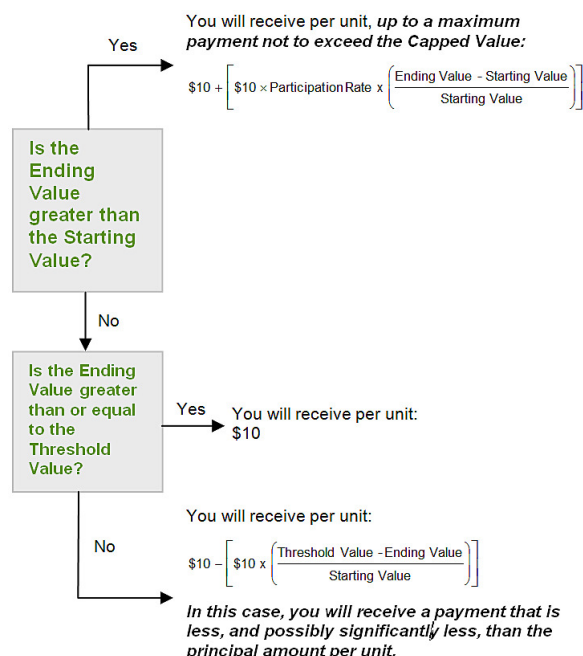 You will receive per unit, up to a maximum
payment not to exceed the Capped Value:
Yes
$10 + [ $10 × Participation Rate x ( Ending Value - Starting Value
Starting Value ) ]
Is the
Ending
Value
greater than
the Starting
Value?
No
Is the Ending
Value greater
than or equal
to the
Threshold
Value?
Yes
You will receive per unit:
$10
You will receive per unit:
No
$10 – [ $10 x ( Threshold Value - Ending Value
Starting Value ) ]
In this case, you will receive a payment that is
less, and possibly significantly less, than the
principal amount per unit.